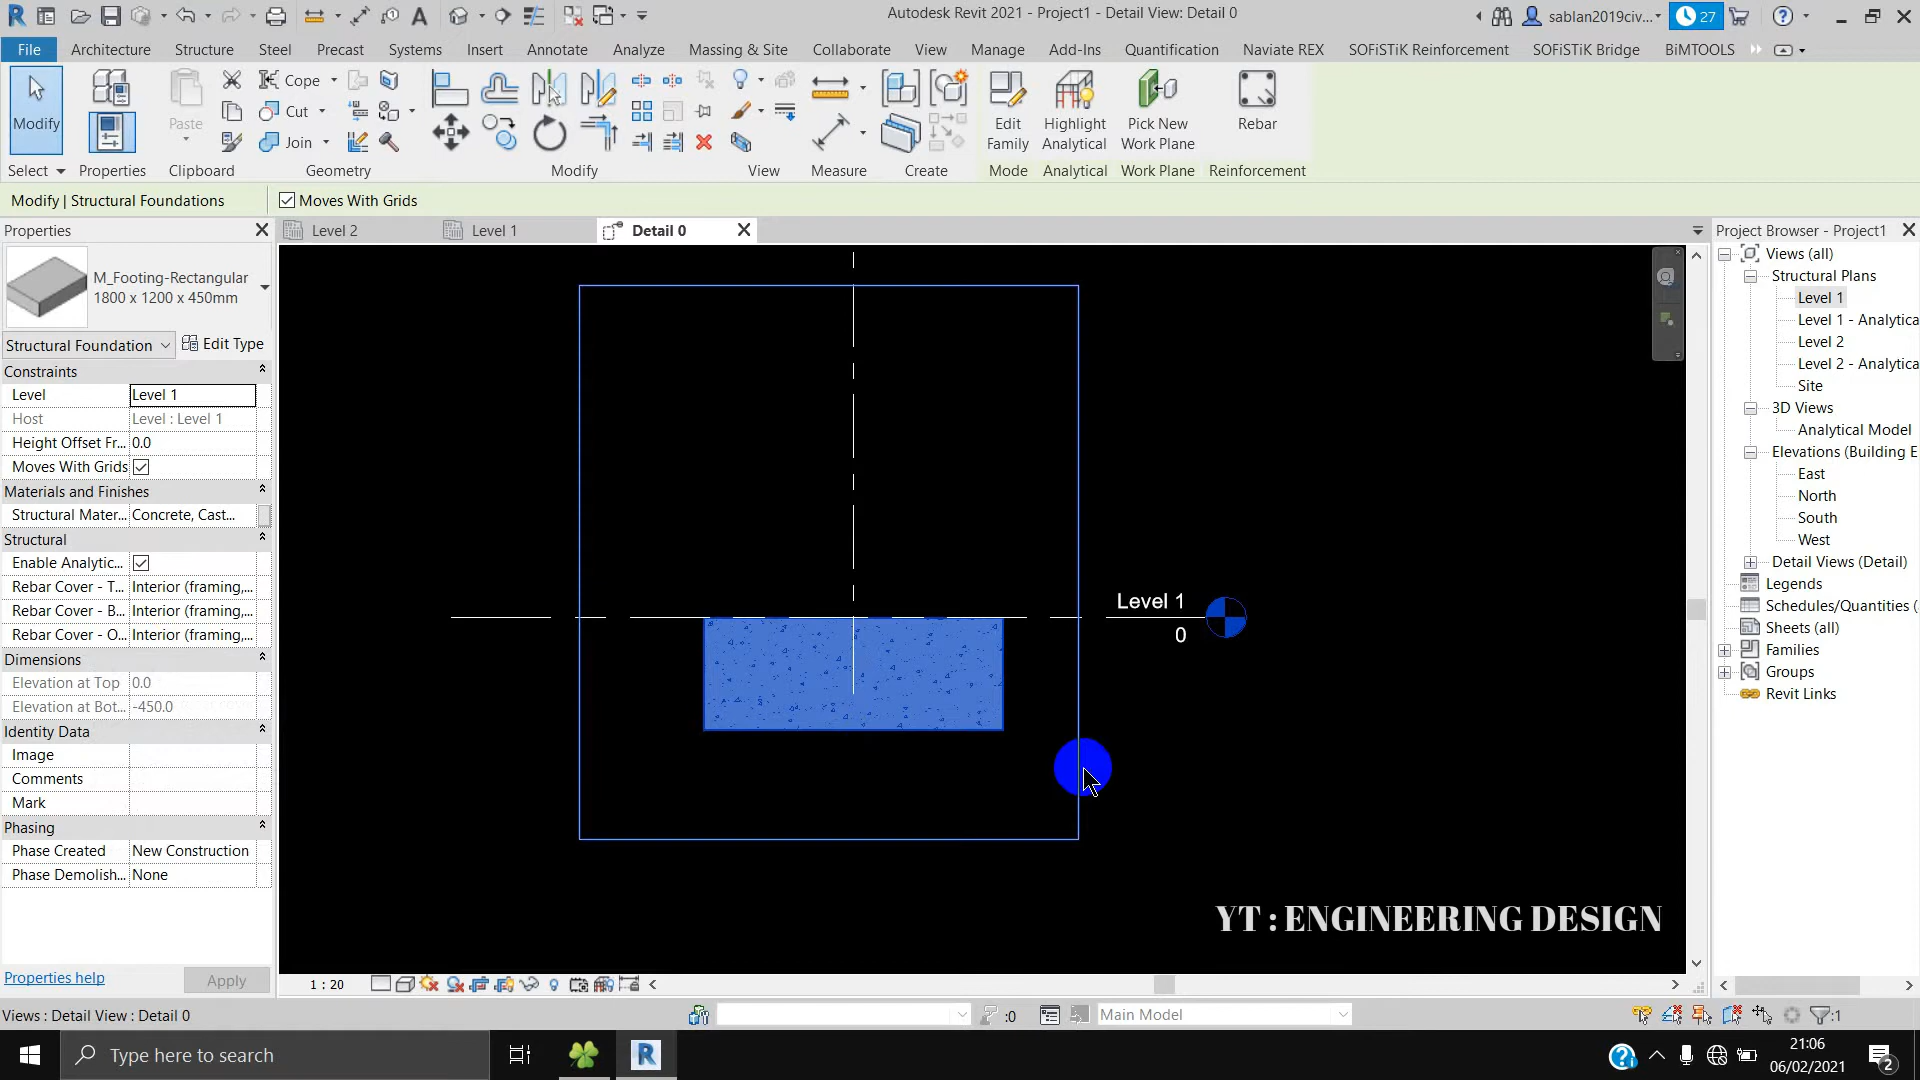 Autodesk Revit 2021 - Project1 - Detail View: Detail 0
sablan2019civ...
27
File Architecture Structure Steel Precast Systems Insert Annotate Analyze Massing & Site Collaborate View Manage Add-Ins Quantification Naviate REX SOFiSTiK Reinforcement SOFiSTiK Bridge BiMTOOLS
Modify
Paste
Cope
Cut
Join
Edit Family
Highlight Analytical
Pick New Work Plane
Rebar
Select Properties Clipboard Geometry Modify View Measure Create Mode Analytical Work Plane Reinforcement
Modify | Structural Foundations Moves With Grids
Properties
Level 2
Level 1
Detail 0
Project Browser - Project1
M_Footing-Rectangular
1800 x 1200 x 450mm
Structural Foundation Edit Type
Constraints
Level Level 1
Host Level : Level 1
Height Offset Fr... 0.0
Moves With Grids
Materials and Finishes
Structural Mater... Concrete, Cast...
Structural
Enable Analytic...
Rebar Cover - T... Interior (framing,...
Rebar Cover - B... Interior (framing,...
Rebar Cover - O... Interior (framing,...
Dimensions
Elevation at Top 0.0
Elevation at Bot... -450.0
Identity Data
Image
Comments
Mark
Phasing
Phase Created New Construction
Phase Demolish... None
Properties help Apply
Level 1
0
YT : ENGINEERING DESIGN
Views (all)
Structural Plans
Level 1
Level 1 - Analytica
Level 2
Level 2 - Analytica
Site
3D Views
Analytical Model
Elevations (Building E
East
North
South
West
Detail Views (Detail)
Legends
Schedules/Quantities (
Sheets (all)
Families
Groups
Revit Links
1 : 20
Views : Detail View : Detail 0
:0
Main Model
:1
Type here to search
21:06
06/02/2021
2